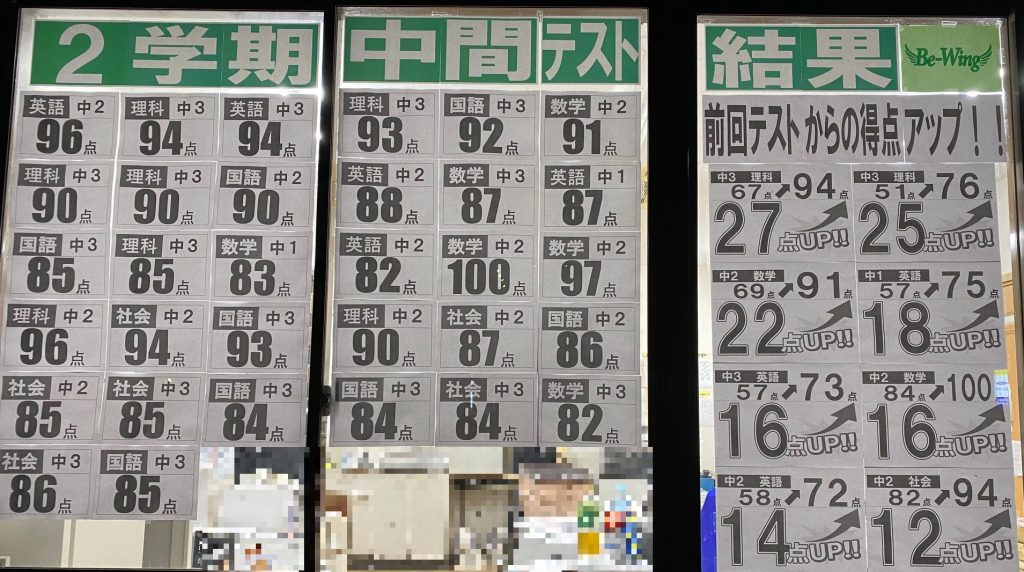 2学期
英語 中2 理科 中3 英語 中3
96点 94点 94点
理科 中3 理科 中3 国語 中2
90点 90点 90点
国語 中3 理科 中3 数学 中1
85点 85点 83点
理科 中2 社会 中2 国語 中3
96点 94点 93点
社会 中2 社会 中3 国語 中3
85点 85点 84点
社会 中3 国語 中3
86点 85点
中間テスト
理科 中3 国語 中3 数学 中2
93点 92点 91点
英語 中2 数学 中3 英語 中1
88点 87点 87点
英語 中2 数学 中2 数学 中2
82点 100点 97点
理科 中2 社会 中2 国語 中2
90点 87点 86点
国語 中3 社会 中3 数学 中3
84点 84点 82点
結果 Be-Wing
前回テストからの得点アップ!!
中3 理科 中3 理科
67点➡94点 51点➡76点
27点UP!! 25点UP!!
中2 数学 中1 英語
69点➡91点 57点➡75点
22点UP!! 18点UP!!
中3 英語 中2 数学
57点➡73点 84点➡100点
16点UP!! 16点UP!!
中2 英語 中2 社会
58点➡72点 82点➡94点
14点UP!! 12点UP!!